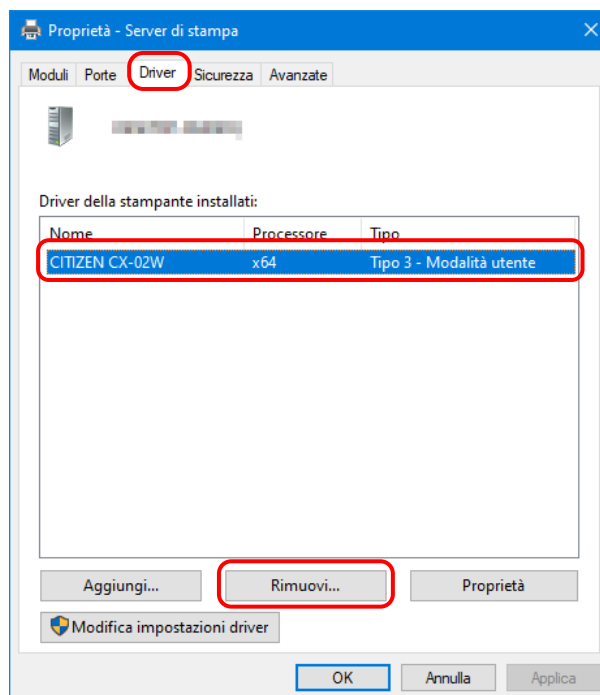 Proprietà - Server di stampa
Moduli Porte Driver Sicurezza Avanzate
Driver della stampante installati:
Nome Processore Tipo
CITIZEN CX-02W x64 Tipo 3 - Modalità utente
Aggiungi... Rimuovi... Proprietà
Modifica impostazioni driver
OK Annulla Applica